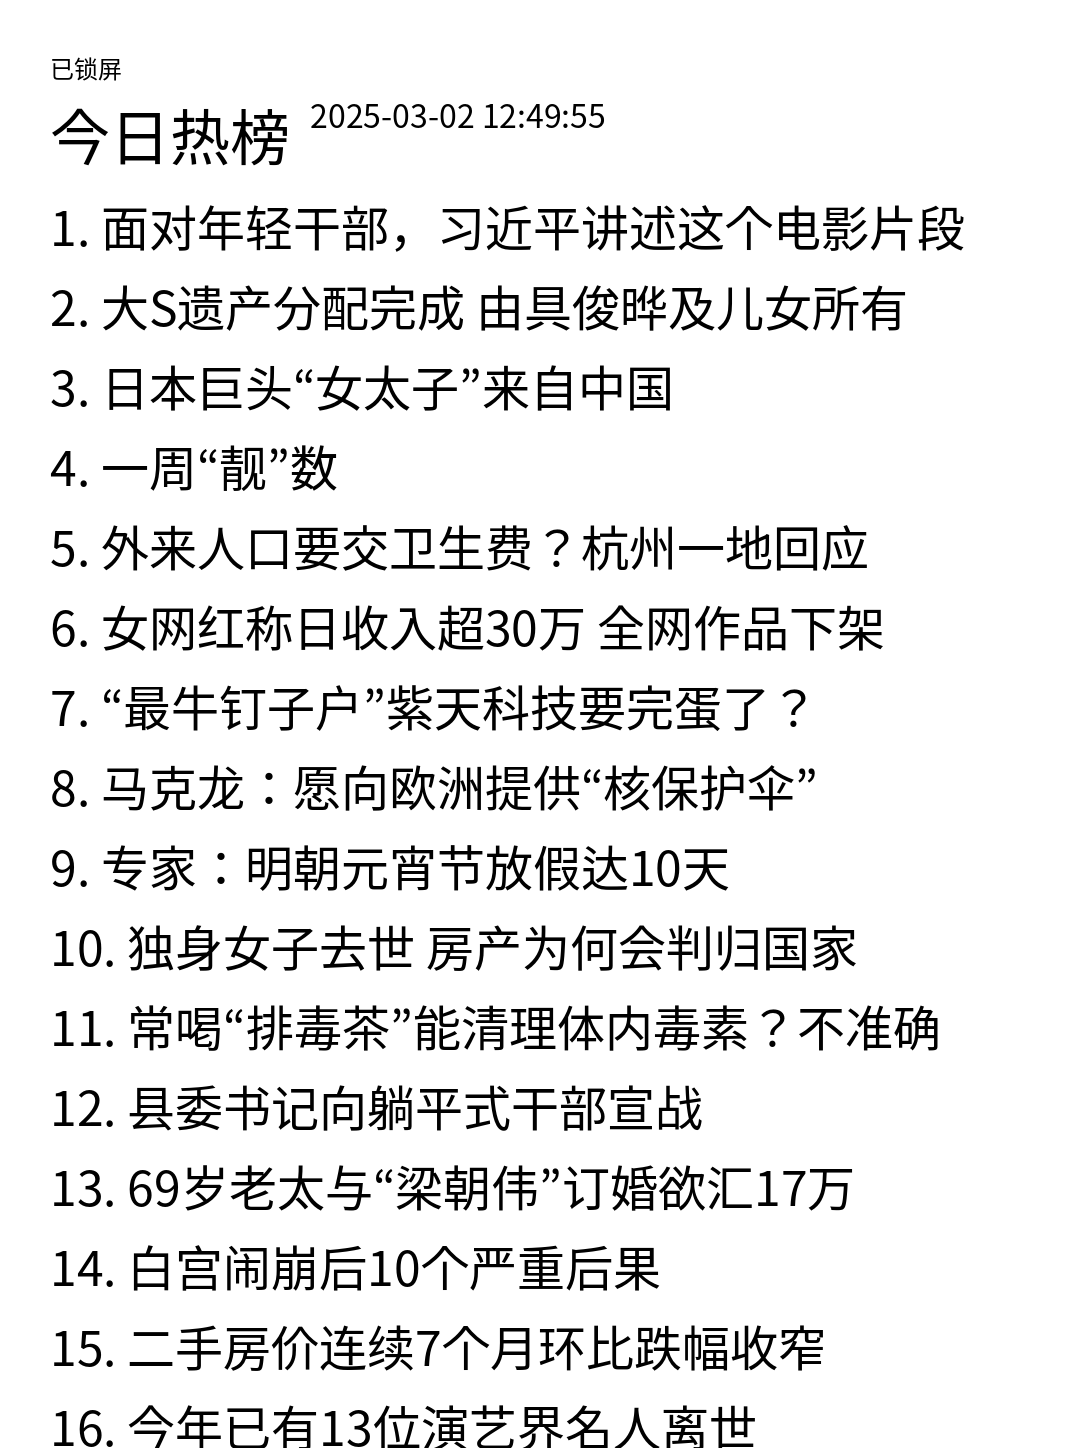 已锁屏
今日热榜 2025-03-02 12:49:55
1. 面对年轻干部，习近平讲述这个电影片段
2. 大S遗产分配完成 由具俊晔及儿女所有
3. 日本巨头“女太子”来自中国
4. 一周“靓”数
5. 外来人口要交卫生费？杭州一地回应
6. 女网红称日收入超30万 全网作品下架
7. “最牛钉子户”紫天科技要完蛋了？
8. 马克龙：愿向欧洲提供“核保护伞”
9. 专家：明朝元宵节放假达10天
10. 独身女子去世 房产为何会判归国家
11. 常喝“排毒茶”能清理体内毒素？不准确
12. 县委书记向躺平式干部宣战
13. 69岁老太与“梁朝伟”订婚欲汇17万
14. 白宫闹崩后10个严重后果
15. 二手房价连续7个月环比跌幅收窄
16. 今年已有13位演艺界名人离世